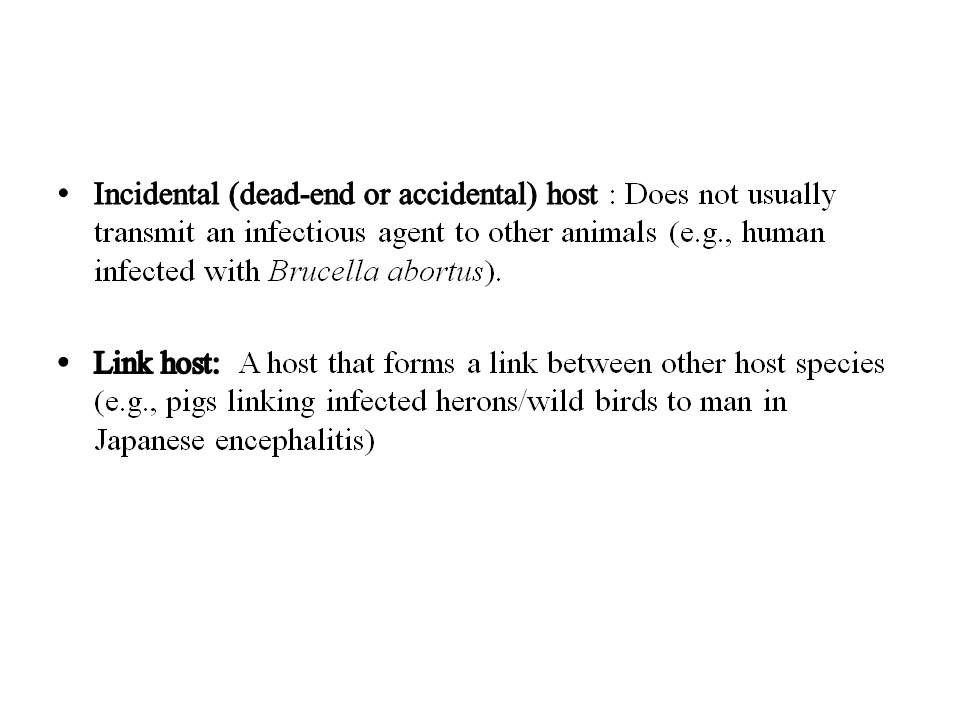 • Incidental (dead-end or accidental) host : Does not usually
transmit an infectious agent to other animals (e.g., human
infected with Brucella abortus).
• Link host: A host that forms a link between other host species
(e.g., pigs linking infected herons/wild birds to man in
Japanese encephalitis)